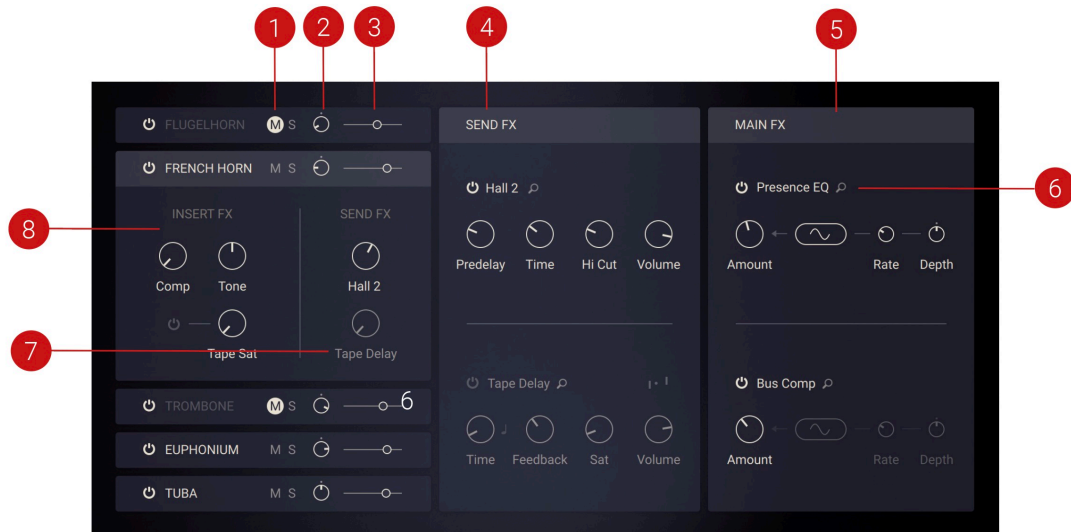 1 2 3 4 5
FLUGELHORN M S
SEND FX
MAIN FX
FRENCH HORN M S
Hall 2
Presence EQ
6
8
INSERT FX
SEND FX
Comp Tone
Hall 2
Predelay Time Hi Cut Volume
Amount Rate Depth
7
Tape Sat
Tape Delay
Tape Delay
Bus Comp
TROMBONE M S
6
EUPHONIUM M S
Time Feedback Sat Volume
Amount Rate Depth
TUBA M S